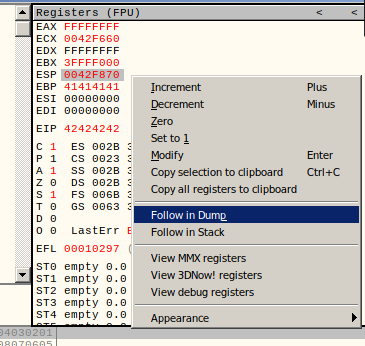 Registers (FPU) < <
EAX FFFFFFFF
ECX 0042F660
EDX FFFFFFFF
EBX 3FFFF000
ESP 0042F870
EBP 41414141
ESI 00000000
EDI 00000000
EIP 42424242
C 1 ES 002B 3
P 1 CS 0023 3
A 1 SS 002B 3
Z 0 DS 002B 3
S 1 FS 006B 3
T 0 GS 0063 3
D 0
O 0 LastErr E
EFL 00010297 (
ST0 empty 0.0
ST1 empty 0.0
ST2 empty 0.0
ST3 empty 0.0
ST4 empty 0.0
Increment Plus
Decrement Minus
Zero
Set to 1
Modify Enter
Copy selection to clipboard Ctrl+C
Copy all registers to clipboard
Follow in Dump
Follow in Stack
View MMX registers
View 3DNow! registers
View debug registers
Appearance
04030201
08070605